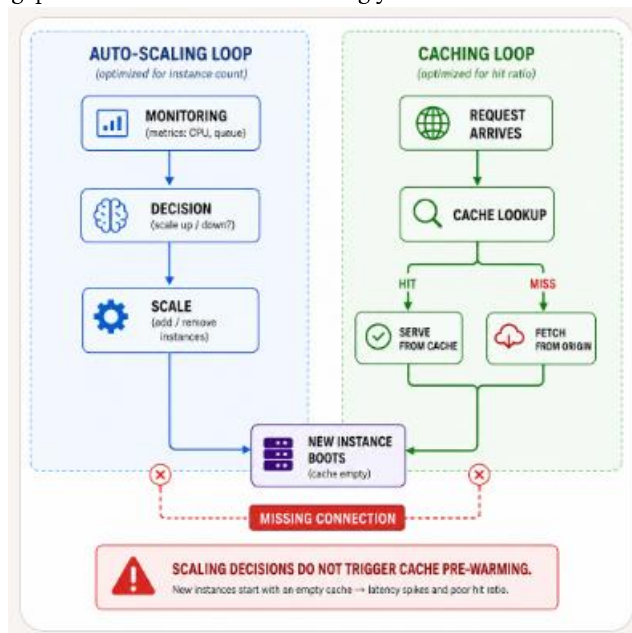 AUTO-SCALING LOOP
(optimized for instance count)
MONITORING
(metrics: CPU, queue)
DECISION
(scale up / down?)
SCALE
(add / remove
instances)
CACHING LOOP
(optimized for hit ratio)
REQUEST
ARRIVES
CACHE LOOKUP
HIT
MISS
SERVE
FROM CACHE
FETCH
FROM ORIGIN
NEW INSTANCE
BOOTS
(cache empty)
MISSING CONNECTION
SCALING DECISIONS DO NOT TRIGGER CACHE PRE-WARMING.
New instances start with an empty cache → latency spikes and poor hit ratio.